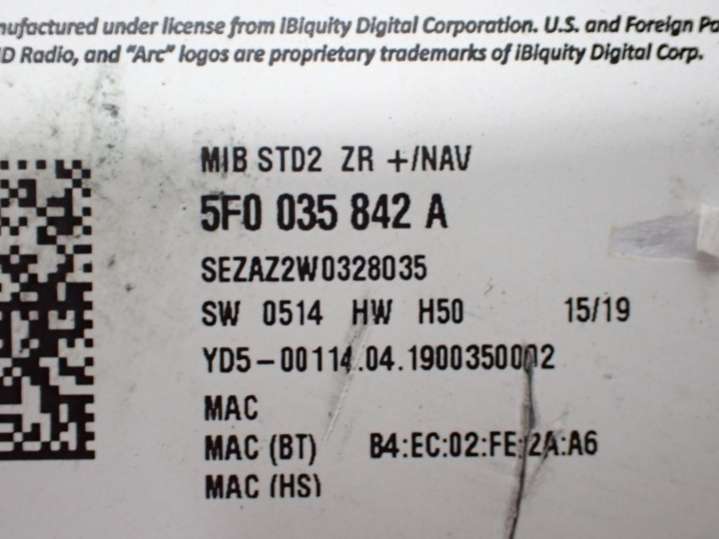 nufactured under license from iBiquity Digital Corporation. U.S. and Foreign Pa
D Radio, and "Arc" logos are proprietary trademarks of iBiquity Digital Corp.
MIB STD2 ZR +/NAV
5F0 035 842 A
SEZAZ2W0328035
SW 0514 HW H50 15/19
YD5-00114.04.1900350002
MAC
MAC (BT) B4:EC:02:FE:2A:A6
MAC (HS)